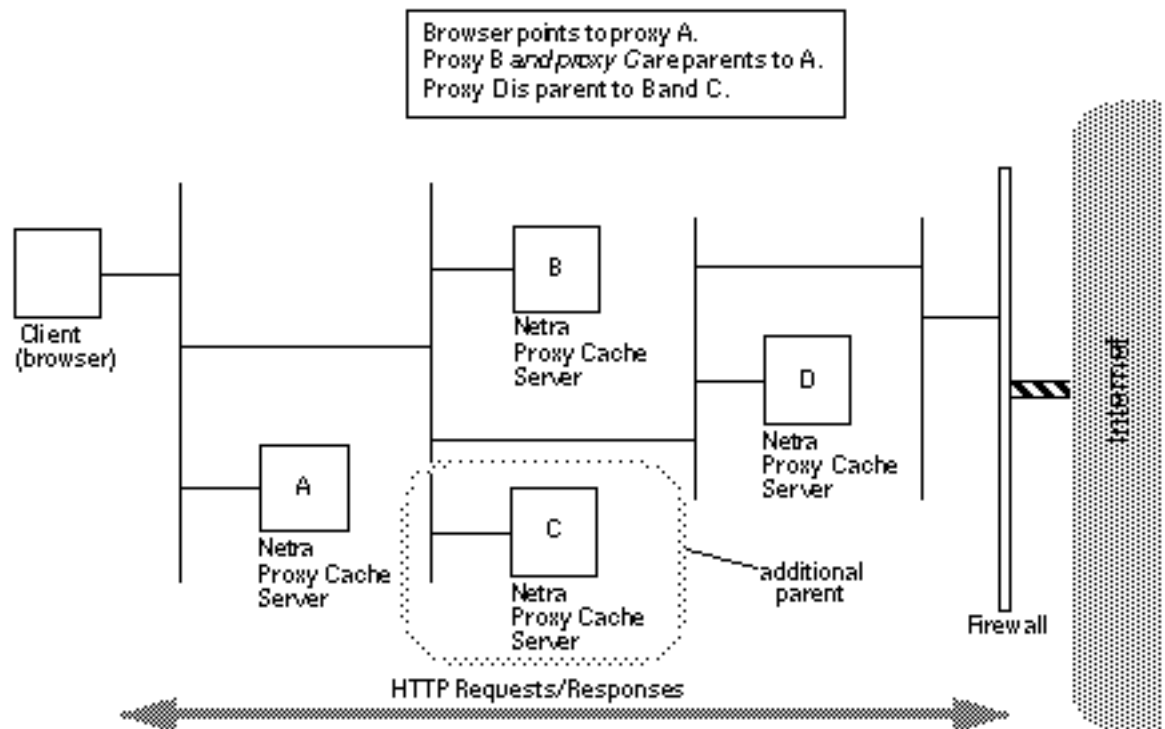 Browser points to proxy A.
Proxy B and proxy C are parents to A.
Proxy D is parent to B and C.
Client
(browser)
B
Netra
Proxy Cache
Server
D
Netra
Proxy Cache
Server
A
Netra
Proxy Cache
Server
C
Netra
Proxy Cache
Server
additional
parent
Firewall
Internet
HTTP Requests/Responses